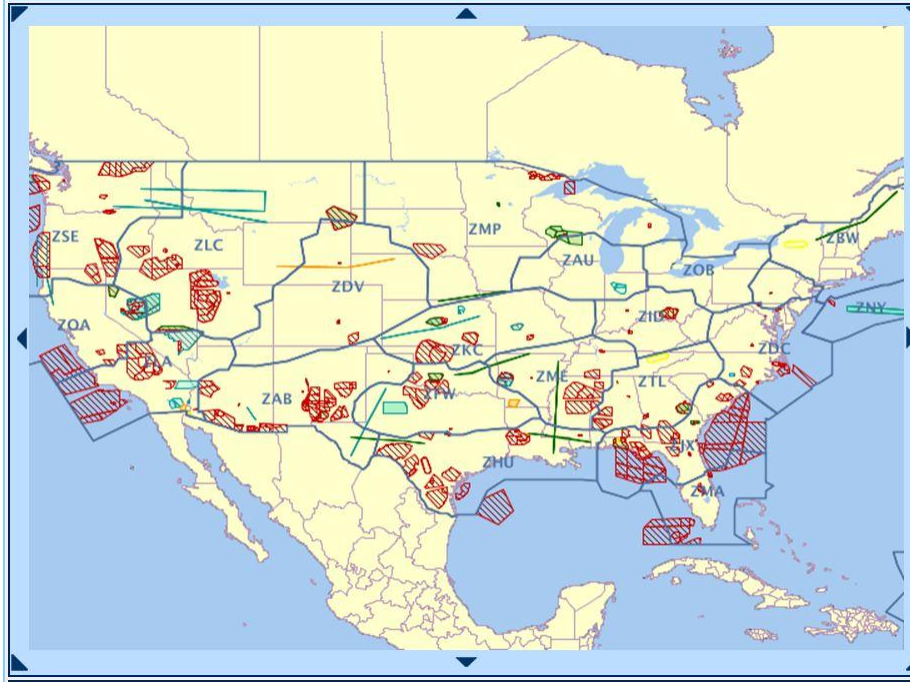 ZMP
ZBW
ZSE
ZLC
ZAU
ZOB
ZDV
ZNY
ZOA
ZID
ZKC
ZDC
ZLA
ZME
ZTL
ZAB
ZFW
ZJX
ZHU
ZMA